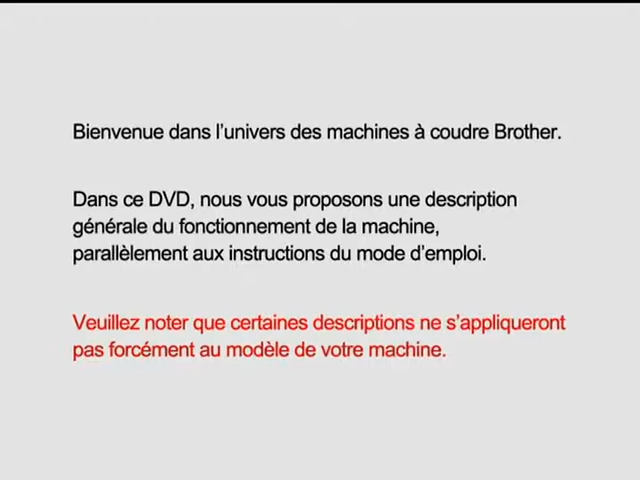 Bienvenue dans l’univers des machines à coudre Brother.
Dans ce DVD, nous vous proposons une description
générale du fonctionnement de la machine,
parallèlement aux instructions du mode d’emploi.
Veuillez noter que certaines descriptions ne s’appliqueront
pas forcément au modèle de votre machine.